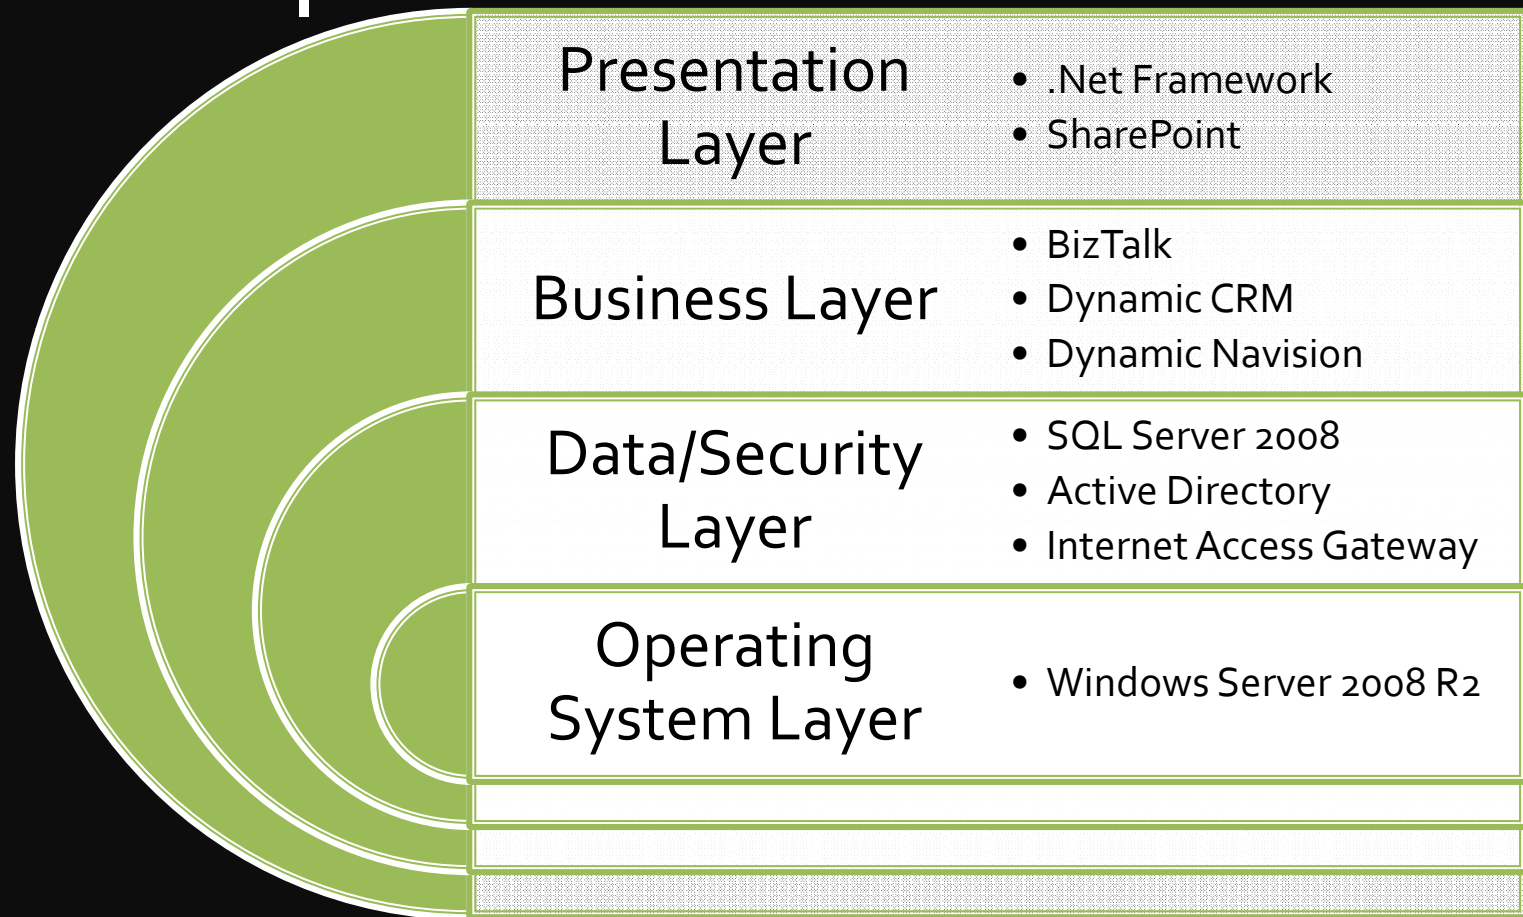 Presentation
Layer
• .Net Framework
• SharePoint
Business Layer
• BizTalk
• Dynamic CRM
• Dynamic Navision
Data/Security
Layer
• SQL Server 2008
• Active Directory
• Internet Access Gateway
Operating
System Layer
• Windows Server 2008 R2